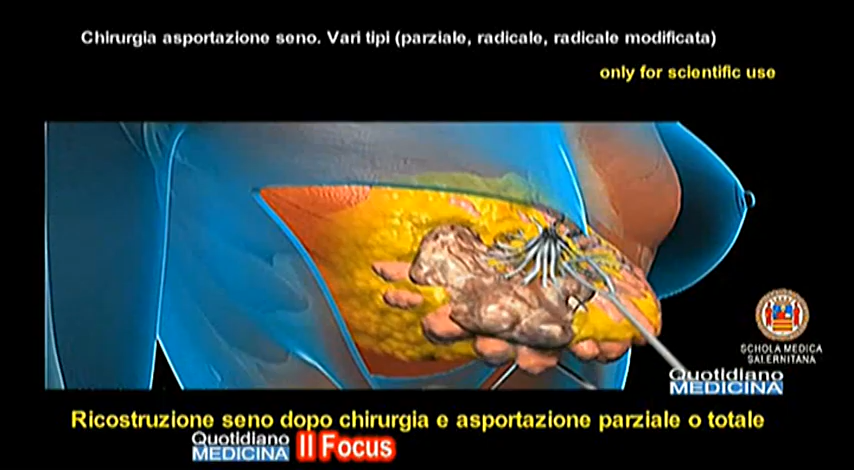 Chirurgia asportazione seno. Vari tipi (parziale, radicale, radicale modificata)
only for scientific use
SCHOLA MEDICA
SALERNITANA
Quotidiano
MEDICINA
Ricostruzione seno dopo chirurgia e asportazione parziale o totale
Quotidiano
MEDICINA
Il Focus